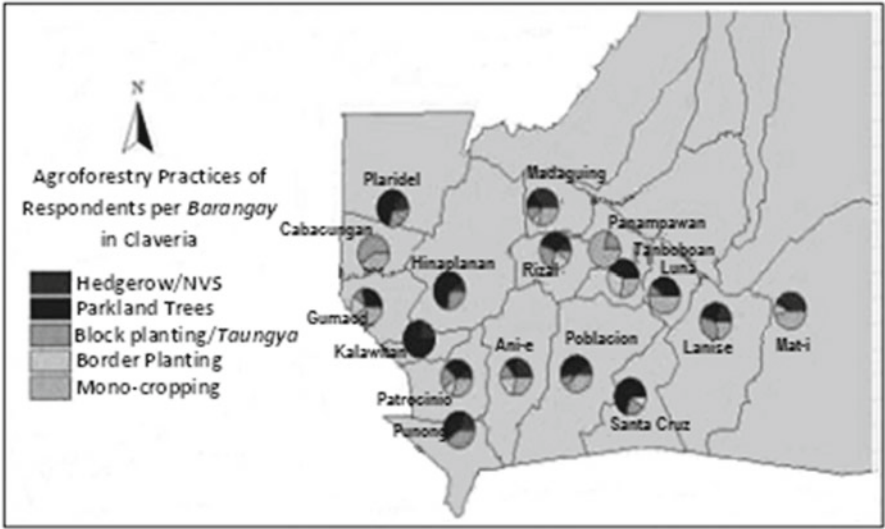 N
Agroforestry Practices of
Respondents per Barangay
in Claveria
Hedgerow/NVS
Parkland Trees
Block planting/Taungya
Border Planting
Mono-cropping
Plaridel
Madaguing
Cabacungan
Panampawan
Tanboboan
Hinaplanan
Rizal
Luna
Gumaod
Kalawitan
Ani-e
Poblacion
Lanise
Mat-i
Patrocinio
Punong
Santa Cruz